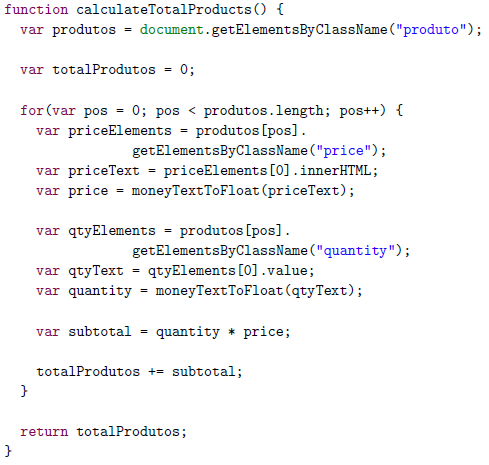 function calculateTotalProducts() {
  var produtos = document.getElementsByClassName("produto");

  var totalProdutos = 0;

  for(var pos = 0; pos < produtos.length; pos++) {
    var priceElements = produtos[pos].
                getElementsByClassName("price");
    var priceText = priceElements[0].innerHTML;
    var price = moneyTextToFloat(priceText);

    var qtyElements = produtos[pos].
                getElementsByClassName("quantity");
    var qtyText = qtyElements[0].value;
    var quantity = moneyTextToFloat(qtyText);

    var subtotal = quantity * price;

    totalProdutos += subtotal;
  }

  return totalProdutos;
}